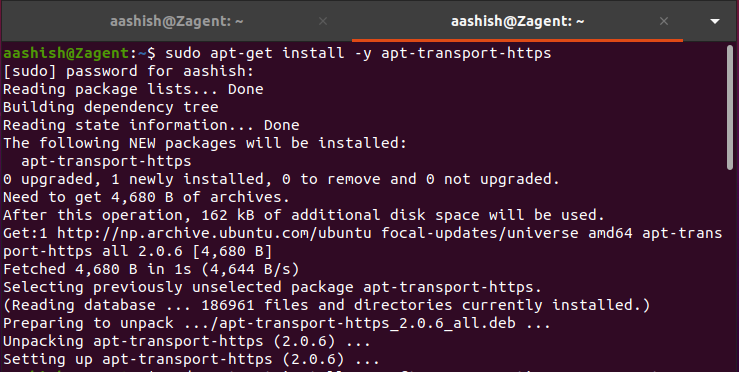 aashish@Zagent: ~
aashish@Zagent: ~
aashish@Zagent:~$ sudo apt-get install -y apt-transport-https
[sudo] password for aashish:
Reading package lists... Done
Building dependency tree
Reading state information... Done
The following NEW packages will be installed:
  apt-transport-https
0 upgraded, 1 newly installed, 0 to remove and 0 not upgraded.
Need to get 4,680 B of archives.
After this operation, 162 kB of additional disk space will be used.
Get:1 http://np.archive.ubuntu.com/ubuntu focal-updates/universe amd64 apt-trans
port-https all 2.0.6 [4,680 B]
Fetched 4,680 B in 1s (4,644 B/s)
Selecting previously unselected package apt-transport-https.
(Reading database ... 186961 files and directories currently installed.)
Preparing to unpack .../apt-transport-https_2.0.6_all.deb ...
Unpacking apt-transport-https (2.0.6) ...
Setting up apt-transport-https (2.0.6) ...